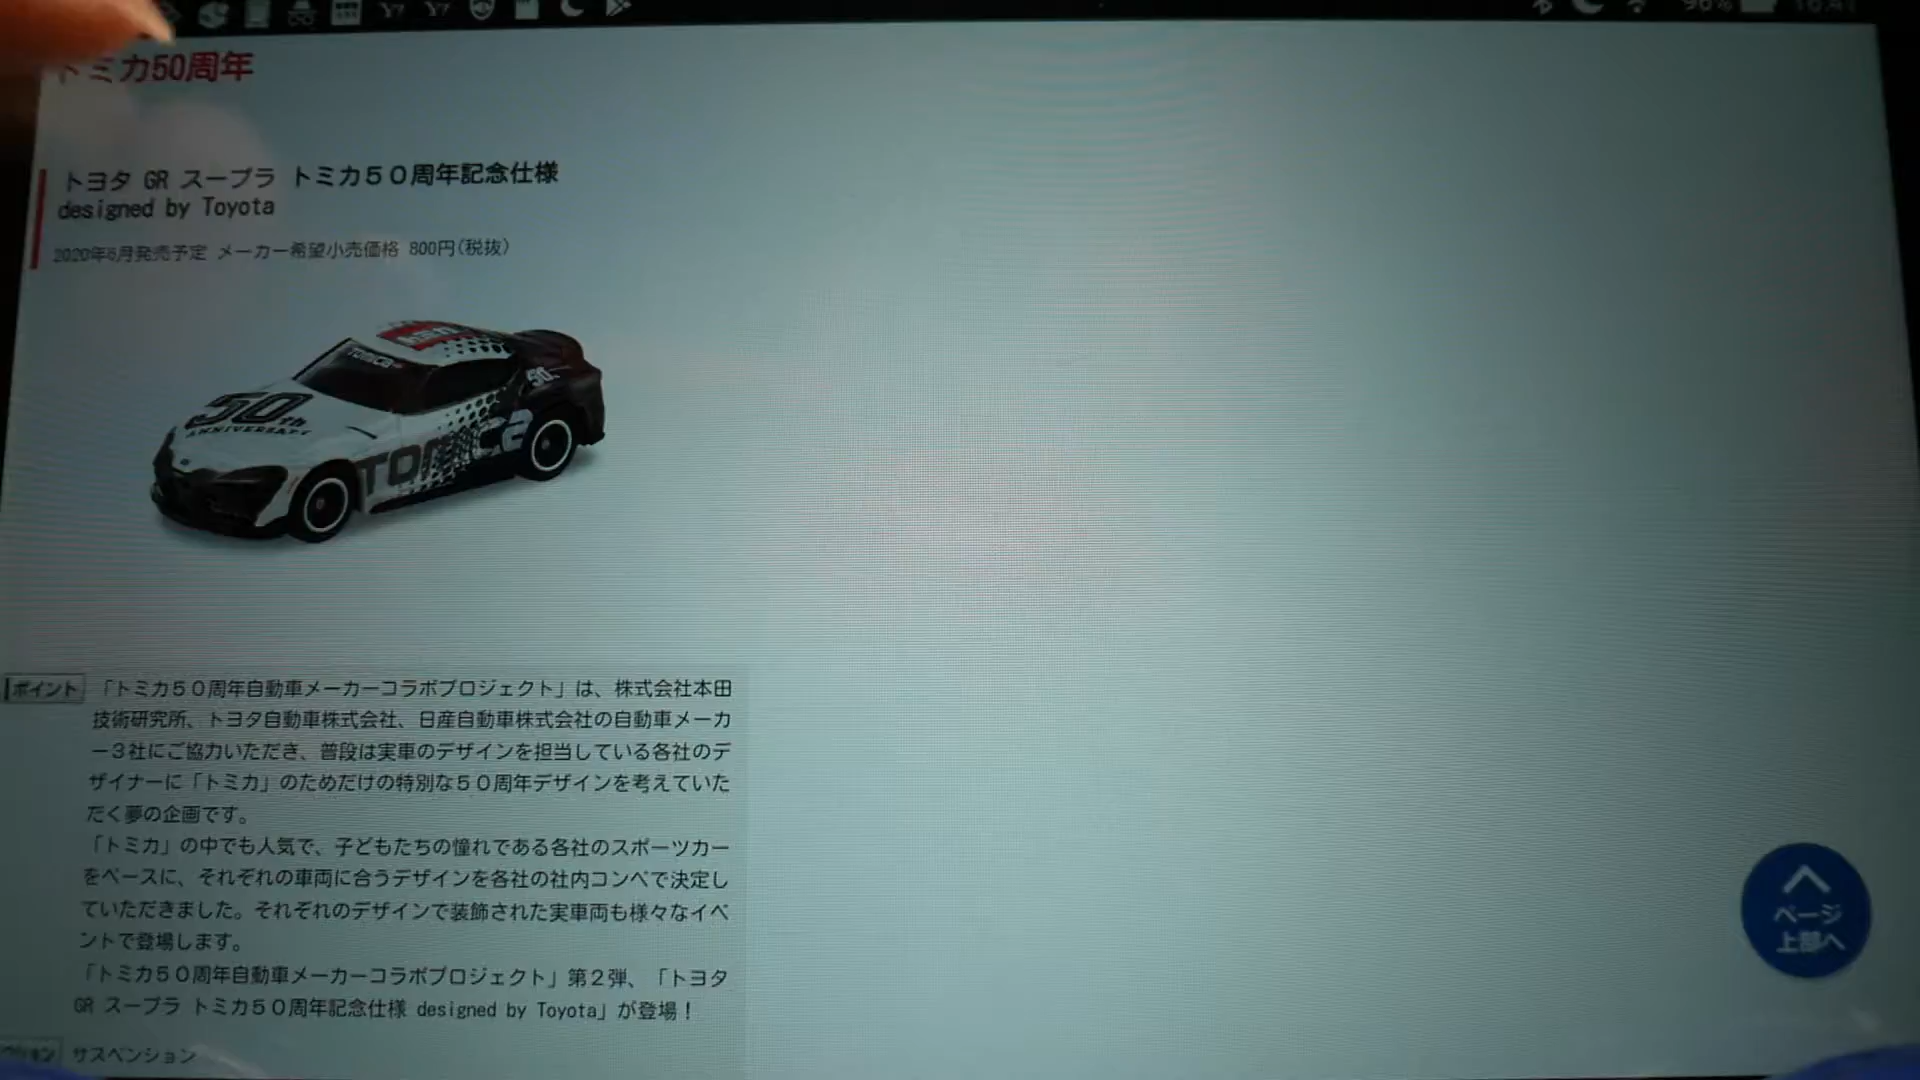 トミカ50周年
トヨタ GR スープラ トミカ５０周年記念仕様
designed by Toyota
2020年6月発売予定 メーカー希望小売価格 800円(税抜)
TOMICA
50th
ANNIVERSARY
50
TOMICA
ポイント 「トミカ５０周年自動車メーカーコラボプロジェクト」は、株式会社本田
技術研究所、トヨタ自動車株式会社、日産自動車株式会社の自動車メーカ
ー３社にご協力いただき、普段は実車のデザインを担当している各社のデ
ザイナーに「トミカ」のためだけの特別な５０周年デザインを考えていた
だく夢の企画です。
「トミカ」の中でも人気で、子どもたちの憧れである各社のスポーツカー
をベースに、それぞれの車両に合うデザインを各社の社内コンペで決定し
ていただきました。それぞれのデザインで装飾された実車両も様々なイベ
ントで登場します。
「トミカ５０周年自動車メーカーコラボプロジェクト」第２弾、「トヨタ
GR スープラ トミカ５０周年記念仕様 designed by Toyota」が登場！
サスペンション
ページ
上部へ